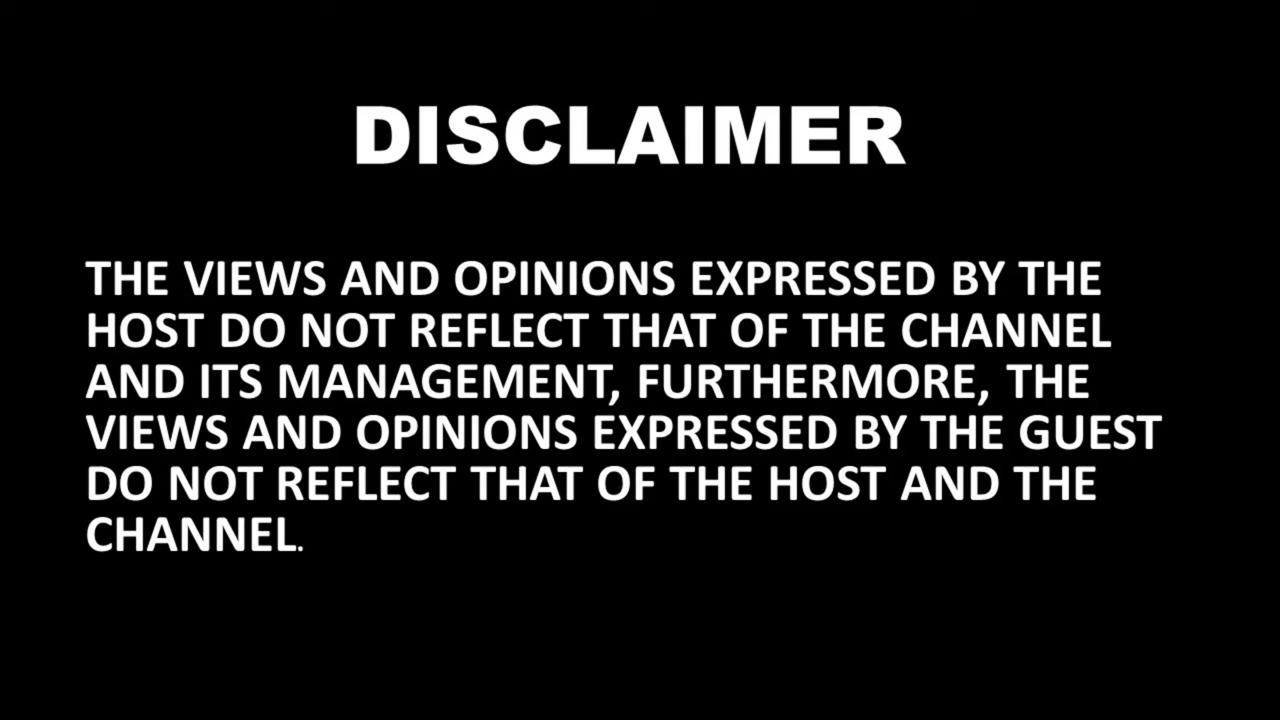 DISCLAIMER
THE VIEWS AND OPINIONS EXPRESSED BY THE
HOST DO NOT REFLECT THAT OF THE CHANNEL
AND ITS MANAGEMENT, FURTHERMORE, THE
VIEWS AND OPINIONS EXPRESSED BY THE GUEST
DO NOT REFLECT THAT OF THE HOST AND THE
CHANNEL.